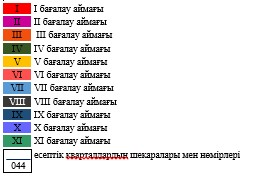 I I бағалау аймағы
II II бағалау аймағы
III III бағалау аймағы
IV IV бағалау аймағы
V V бағалау аймағы
VI VI бағалау аймағы
VII VII бағалау аймағы
VIII VIII бағалау аймағы
IX IX бағалау аймағы
X X бағалау аймағы
XI XI бағалау аймағы
044 есептік кварталлардың шекаралары мен нөмірлері